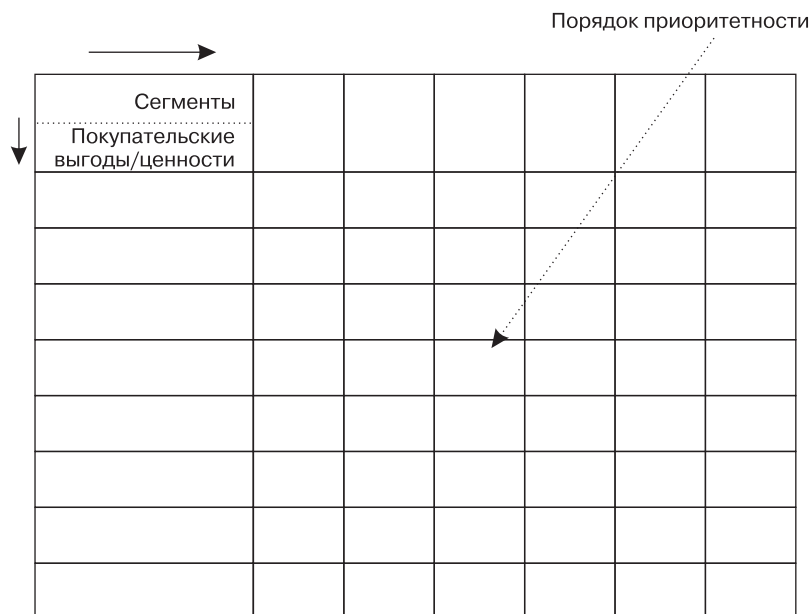 Порядок приоритетности
Сегменты
Покупательские
выгоды/ценности